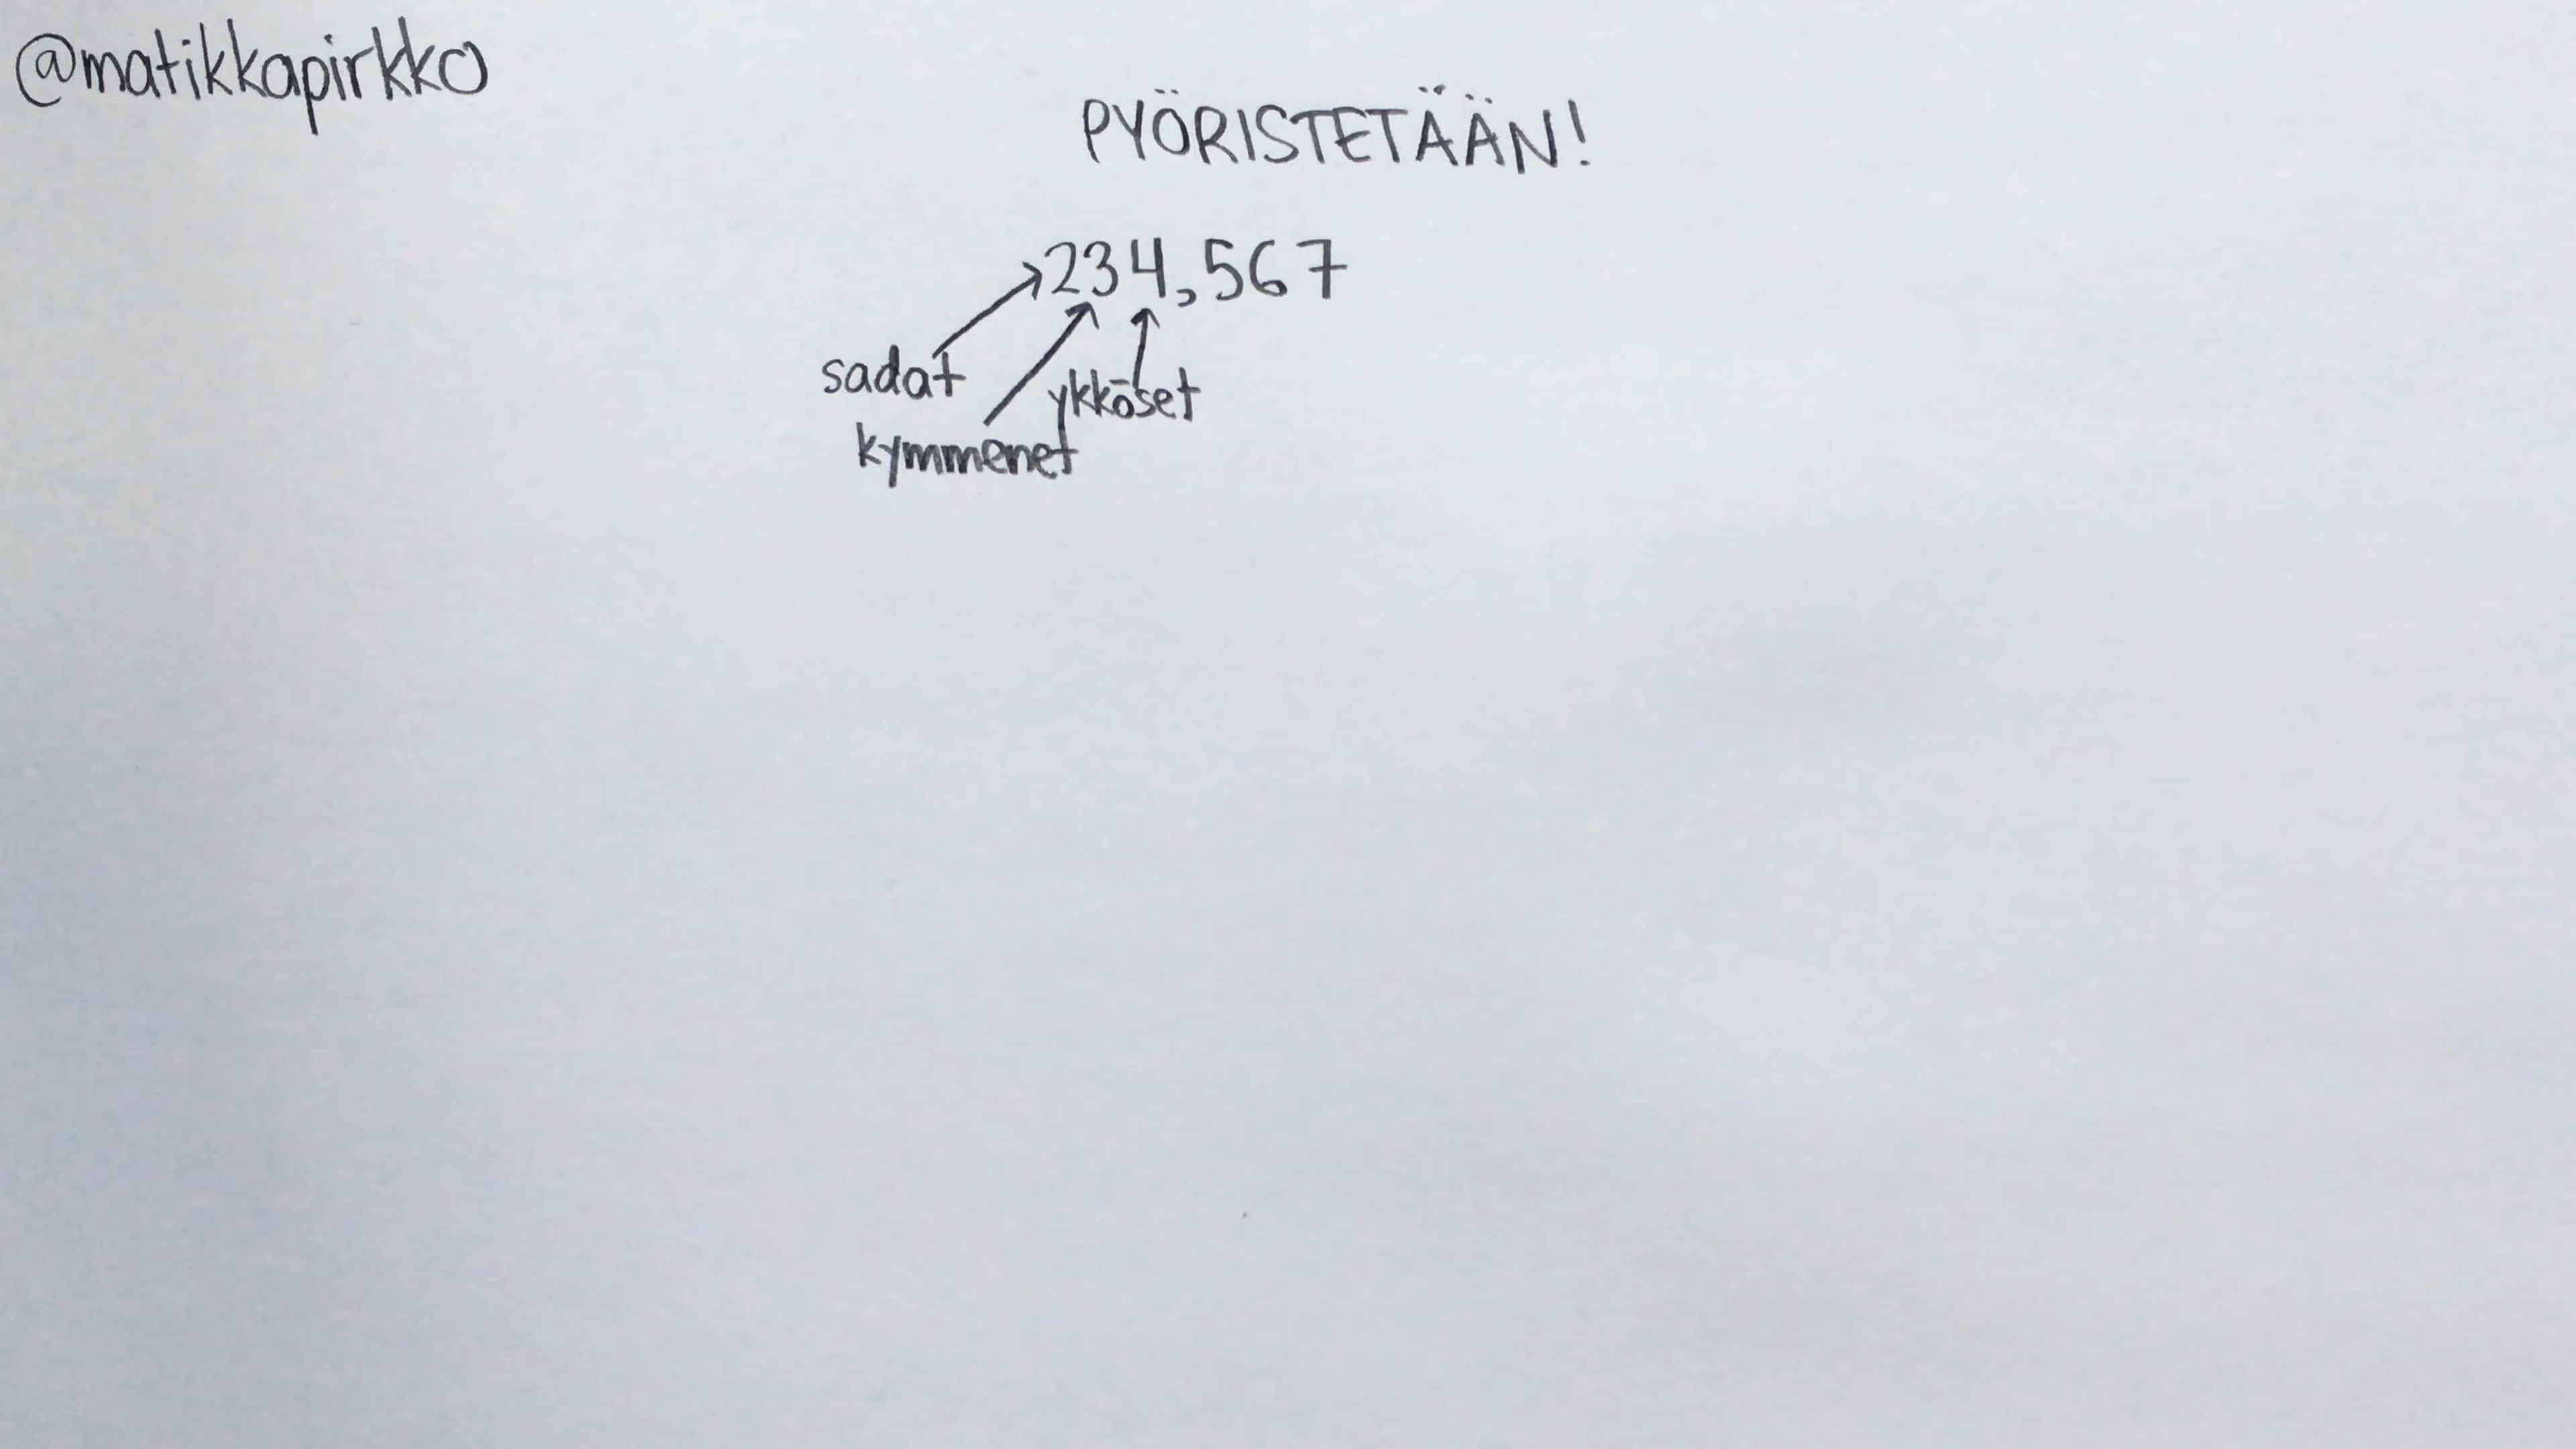 @matikkapirkko
PYÖRISTETÄÄN!
234,567
sadat
ykköset
kymmenet